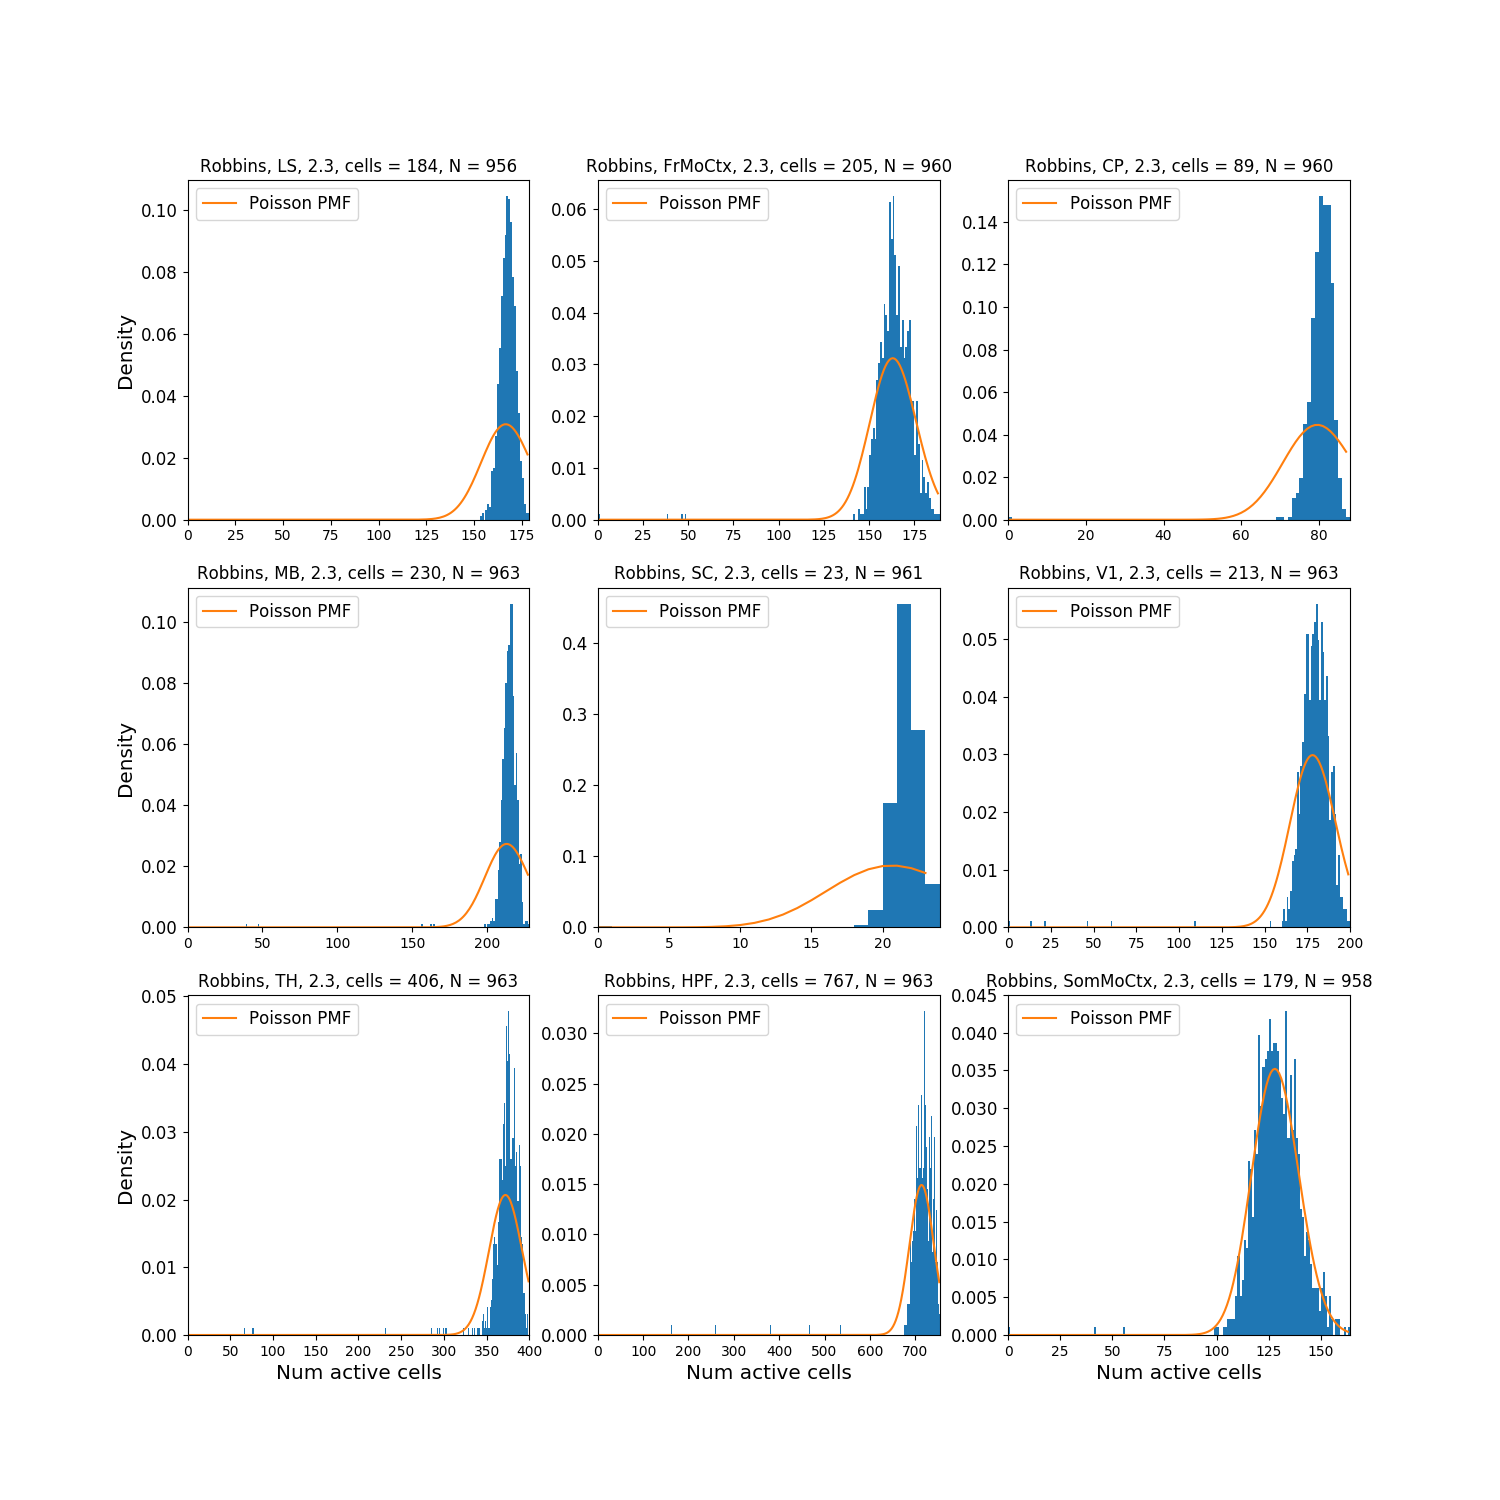 Robbins, LS, 2.3, cells = 184, N = 956
Poisson PMF
Density
0.10
0.08
0.06
0.04
0.02
0.00
0 25 50 75 100 125 150 175
Robbins, FrMoCtx, 2.3, cells = 205, N = 960
Poisson PMF
0.06
0.05
0.04
0.03
0.02
0.01
0.00
0 25 50 75 100 125 150 175
Robbins, CP, 2.3, cells = 89, N = 960
Poisson PMF
0.14
0.12
0.10
0.08
0.06
0.04
0.02
0.00
0 20 40 60 80
Robbins, MB, 2.3, cells = 230, N = 963
Poisson PMF
Density
0.10
0.08
0.06
0.04
0.02
0.00
0 50 100 150 200
Robbins, SC, 2.3, cells = 23, N = 961
Poisson PMF
0.4
0.3
0.2
0.1
0.0
0 5 10 15 20
Robbins, V1, 2.3, cells = 213, N = 963
Poisson PMF
0.05
0.04
0.03
0.02
0.01
0.00
0 25 50 75 100 125 150 175 200
Robbins, TH, 2.3, cells = 406, N = 963
Poisson PMF
Density
0.05
0.04
0.03
0.02
0.01
0.00
0 50 100 150 200 250 300 350 400
Num active cells
Robbins, HPF, 2.3, cells = 767, N = 963
Poisson PMF
0.030
0.025
0.020
0.015
0.010
0.005
0.000
0 100 200 300 400 500 600 700
Num active cells
Robbins, SomMoCtx, 2.3, cells = 179, N = 958
Poisson PMF
0.045
0.040
0.035
0.030
0.025
0.020
0.015
0.010
0.005
0.000
0 25 50 75 100 125 150
Num active cells